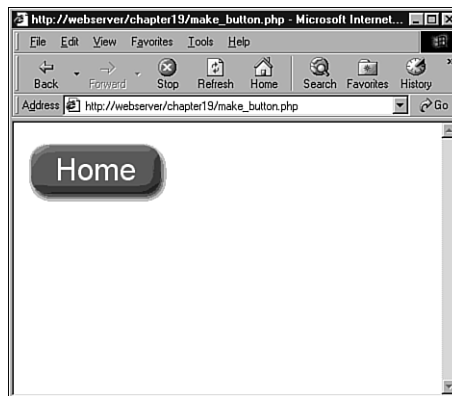 http://webserver/chapter19/make_button.php - Microsoft Internet...
File Edit View Favorites Tools Help
Back Forward Stop Refresh Home Search Favorites History »
Address http://webserver/chapter19/make_button.php Go
Home